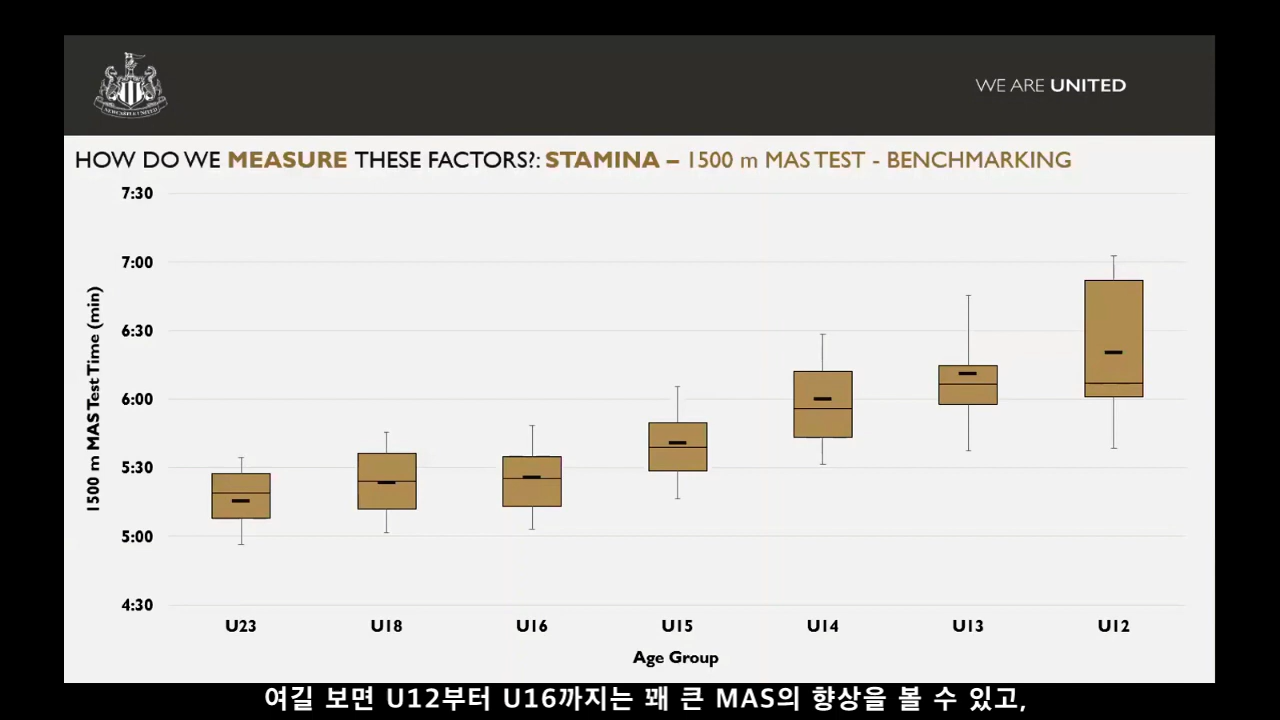 WE ARE UNITED
NEWCASTLE UNITED
HOW DO WE MEASURE THESE FACTORS?: STAMINA – 1500 m MAS TEST - BENCHMARKING
7:30
7:00
6:30
6:00
5:30
5:00
4:30
1500 m MAS Test Time (min)
U23 U18 U16 U15 U14 U13 U12
Age Group
여길 보면 U12부터 U16까지는 꽤 큰 MAS의 향상을 볼 수 있고,